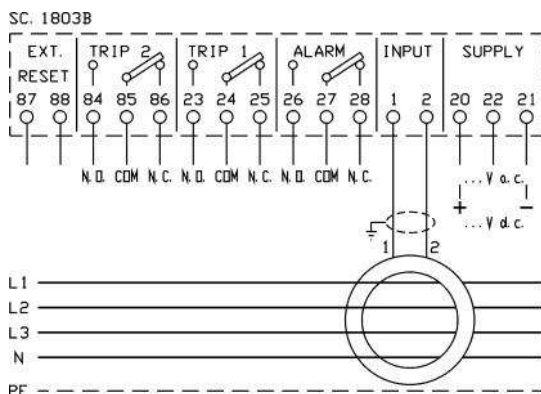 SC. 1803B
EXT. TRIP 2 TRIP 1 ALARM INPUT SUPPLY
RESET
87 88 84 85 86 23 24 25 26 27 28 1 2 20 22 21
N.O. COM N.C. N.O. COM N.C. N.O. COM N.C.
...V a.c.
+ −
...V d.c.
1 2
L1
L2
L3
N
PE